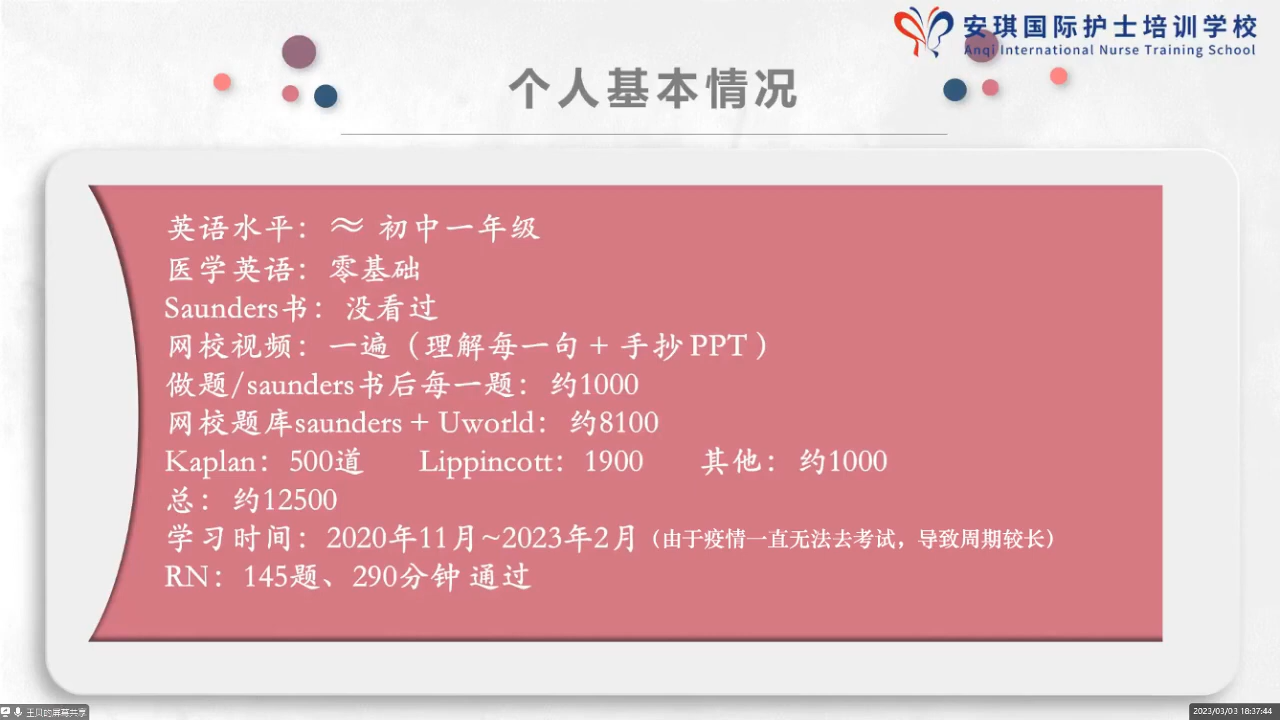 安琪国际护士培训学校
Anqi International Nurse Training School
个人基本情况
英语水平：≈ 初中一年级
医学英语：零基础
Saunders书：没看过
网校视频：一遍（理解每一句 + 手抄PPT）
做题/saunders书后每一题：约1000
网校题库saunders + Uworld：约8100
Kaplan：500道 Lippincott：1900 其他：约1000
总：约12500
学习时间：2020年11月~2023年2月（由于疫情一直无法去考试，导致周期较长）
RN：145题、290分钟 通过
王贝的屏幕共享
2023/03/03 18:37:44